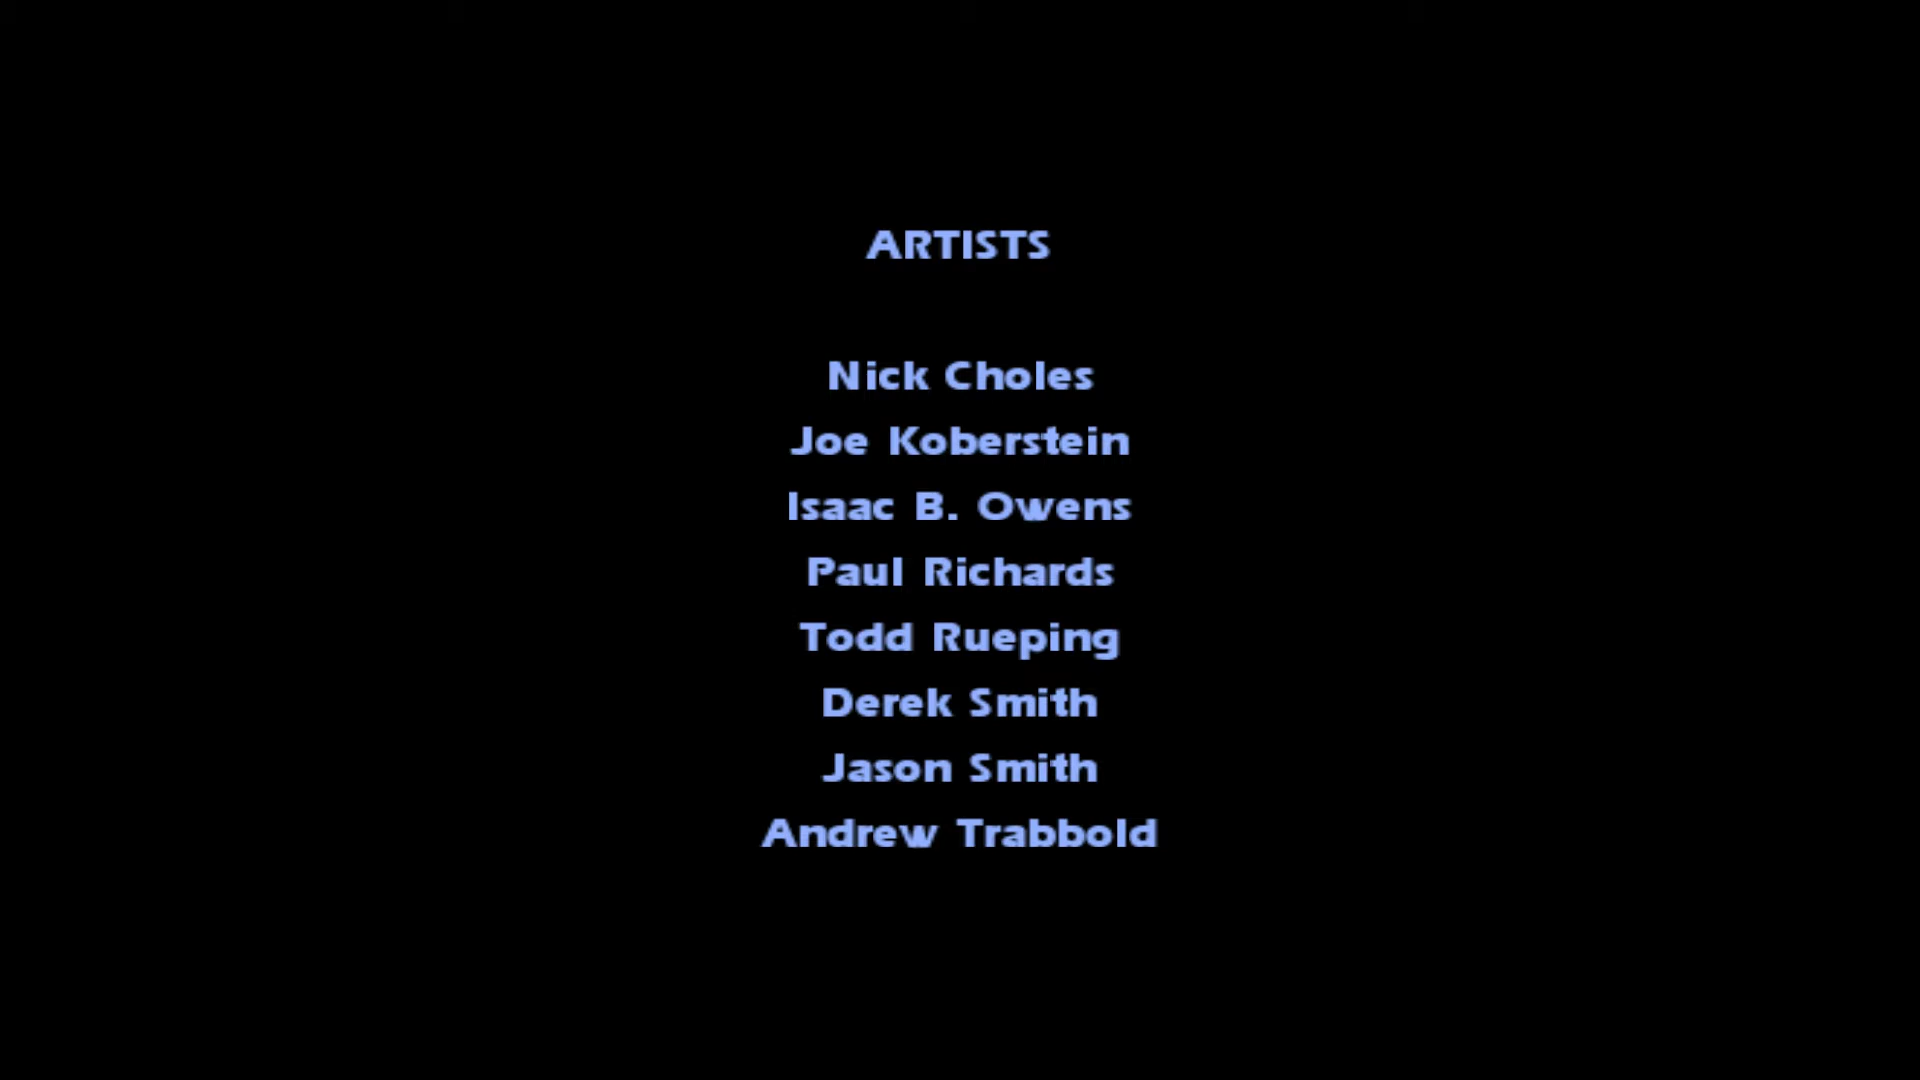 ARTISTS
Nick Choles
Joe Koberstein
Isaac B. Owens
Paul Richards
Todd Rueping
Derek Smith
Jason Smith
Andrew Trabbold